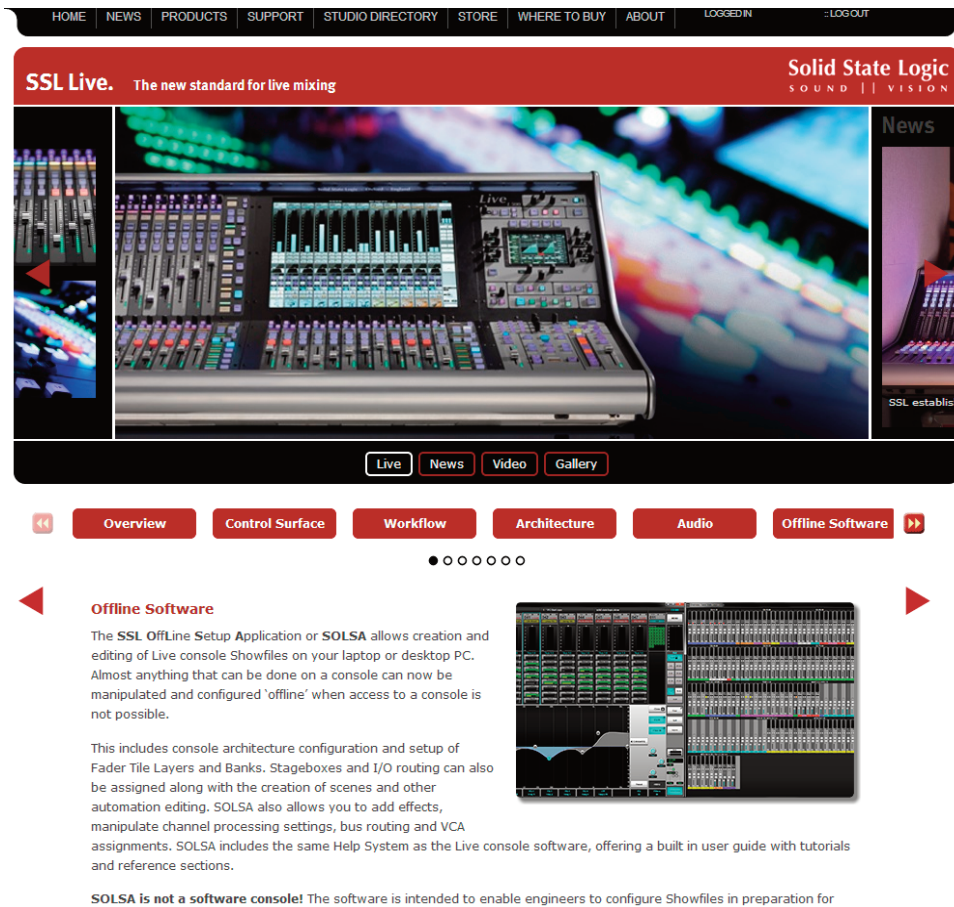 HOME NEWS PRODUCTS SUPPORT STUDIO DIRECTORY STORE WHERE TO BUY ABOUT LOGGED IN :: LOG OUT
SSL Live. The new standard for live mixing
Solid State Logic
SOUND || VISION
News
Live
SSL establis
Live News Video Gallery
Overview Control Surface Workflow Architecture Audio Offline Software
Offline Software
The SSL OffLine Setup Application or SOLSA allows creation and
editing of Live console Showfiles on your laptop or desktop PC.
Almost anything that can be done on a console can now be
manipulated and configured ‘offline’ when access to a console is
not possible.
This includes console architecture configuration and setup of
Fader Tile Layers and Banks. Stageboxes and I/O routing can also
be assigned along with the creation of scenes and other
automation editing. SOLSA also allows you to add effects,
manipulate channel processing settings, bus routing and VCA
assignments. SOLSA includes the same Help System as the Live console software, offering a built in user guide with tutorials
and reference sections.
SOLSA is not a software console! The software is intended to enable engineers to configure Showfiles in preparation for